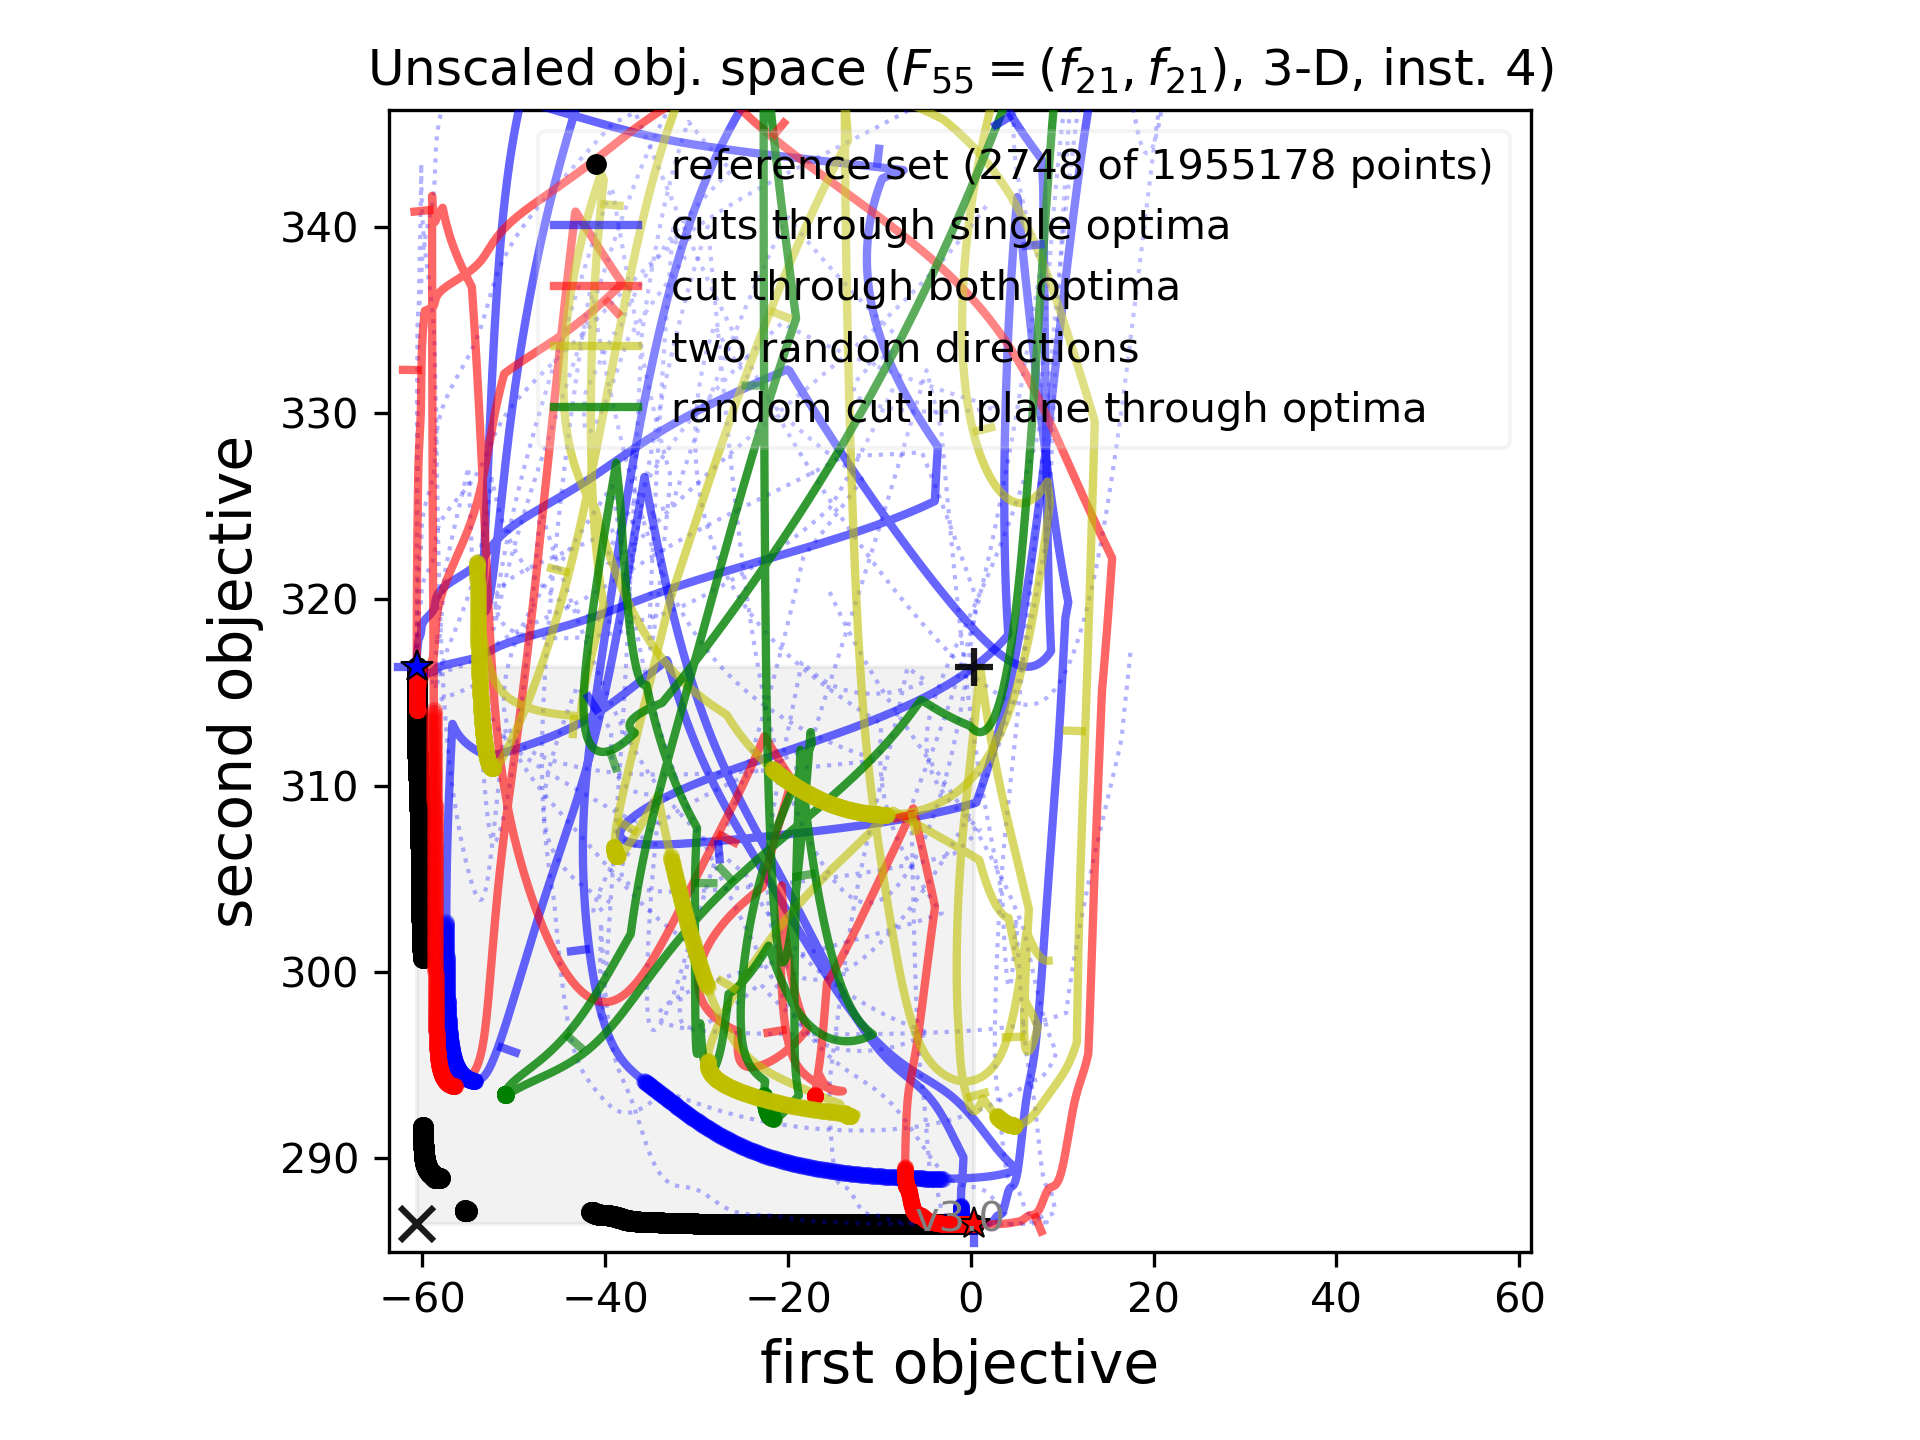 Unscaled obj. space (F₅₅ = (f₂₁, f₂₁), 3-D, inst. 4)
reference set (2748 of 1955178 points)
cuts through single optima
cut through both optima
two random directions
random cut in plane through optima
340
330
320
310
300
290
second objective
v3.0
−60
−40
−20
0
20
40
60
first objective